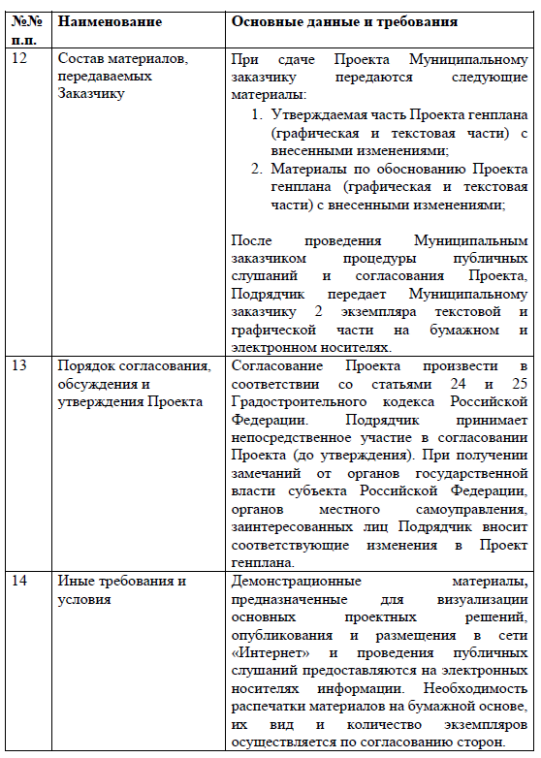 №№ Наименование Основные данные и требования
п.п.
12 Состав материалов, передаваемых Заказчику
При сдаче Проекта Муниципальному
заказчику передаются следующие
материалы:
1. Утверждаемая часть Проекта генплана
(графическая и текстовая части) с
внесенными изменениями;
2. Материалы по обоснованию Проекта
генплана (графическая и текстовая
части) с внесенными изменениями;
После проведения Муниципальным
заказчиком процедуры публичных
слушаний и согласования Проекта,
Подрядчик передает Муниципальному
заказчику 2 экземпляра текстовой и
графической части на бумажном и
электронном носителях.
13 Порядок согласования,
обсуждения и
утверждения Проекта
Согласование Проекта произвести в
соответствии со статьями 24 и 25
Градостроительного кодекса Российской
Федерации. Подрядчик принимает
непосредственное участие в согласовании
Проекта (до утверждения). При получении
замечаний от органов государственной
власти субъекта Российской Федерации,
органов местного самоуправления,
заинтересованных лиц Подрядчик вносит
соответствующие изменения в Проект
генплана.
14 Иные требования и
условия
Демонстрационные материалы,
предназначенные для визуализации
основных проектных решений,
опубликования и размещения в сети
«Интернет» и проведения публичных
слушаний предоставляются на электронных
носителях информации. Необходимость
распечатки материалов на бумажной основе,
их вид и количество экземпляров
осуществляется по согласованию сторон.